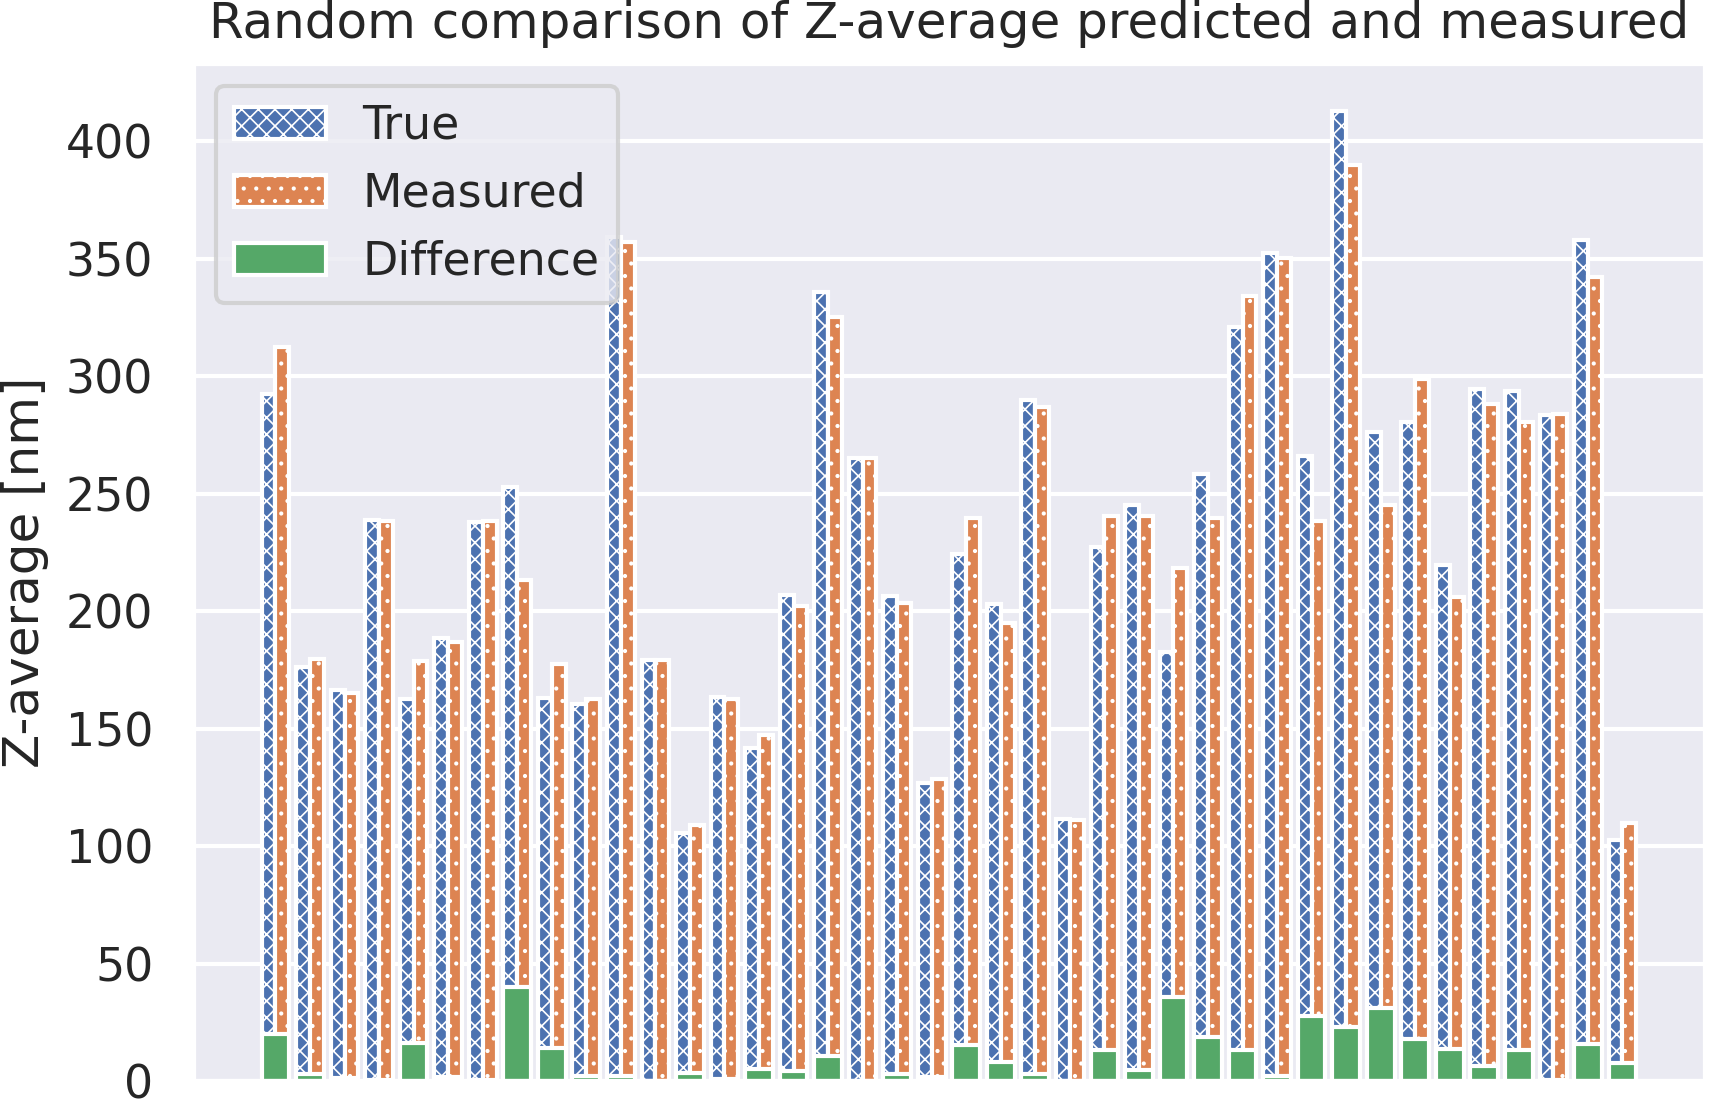 Random comparison of Z-average predicted and measured
True
Measured
Difference
Z-average [nm]
400
350
300
250
200
150
100
50
0